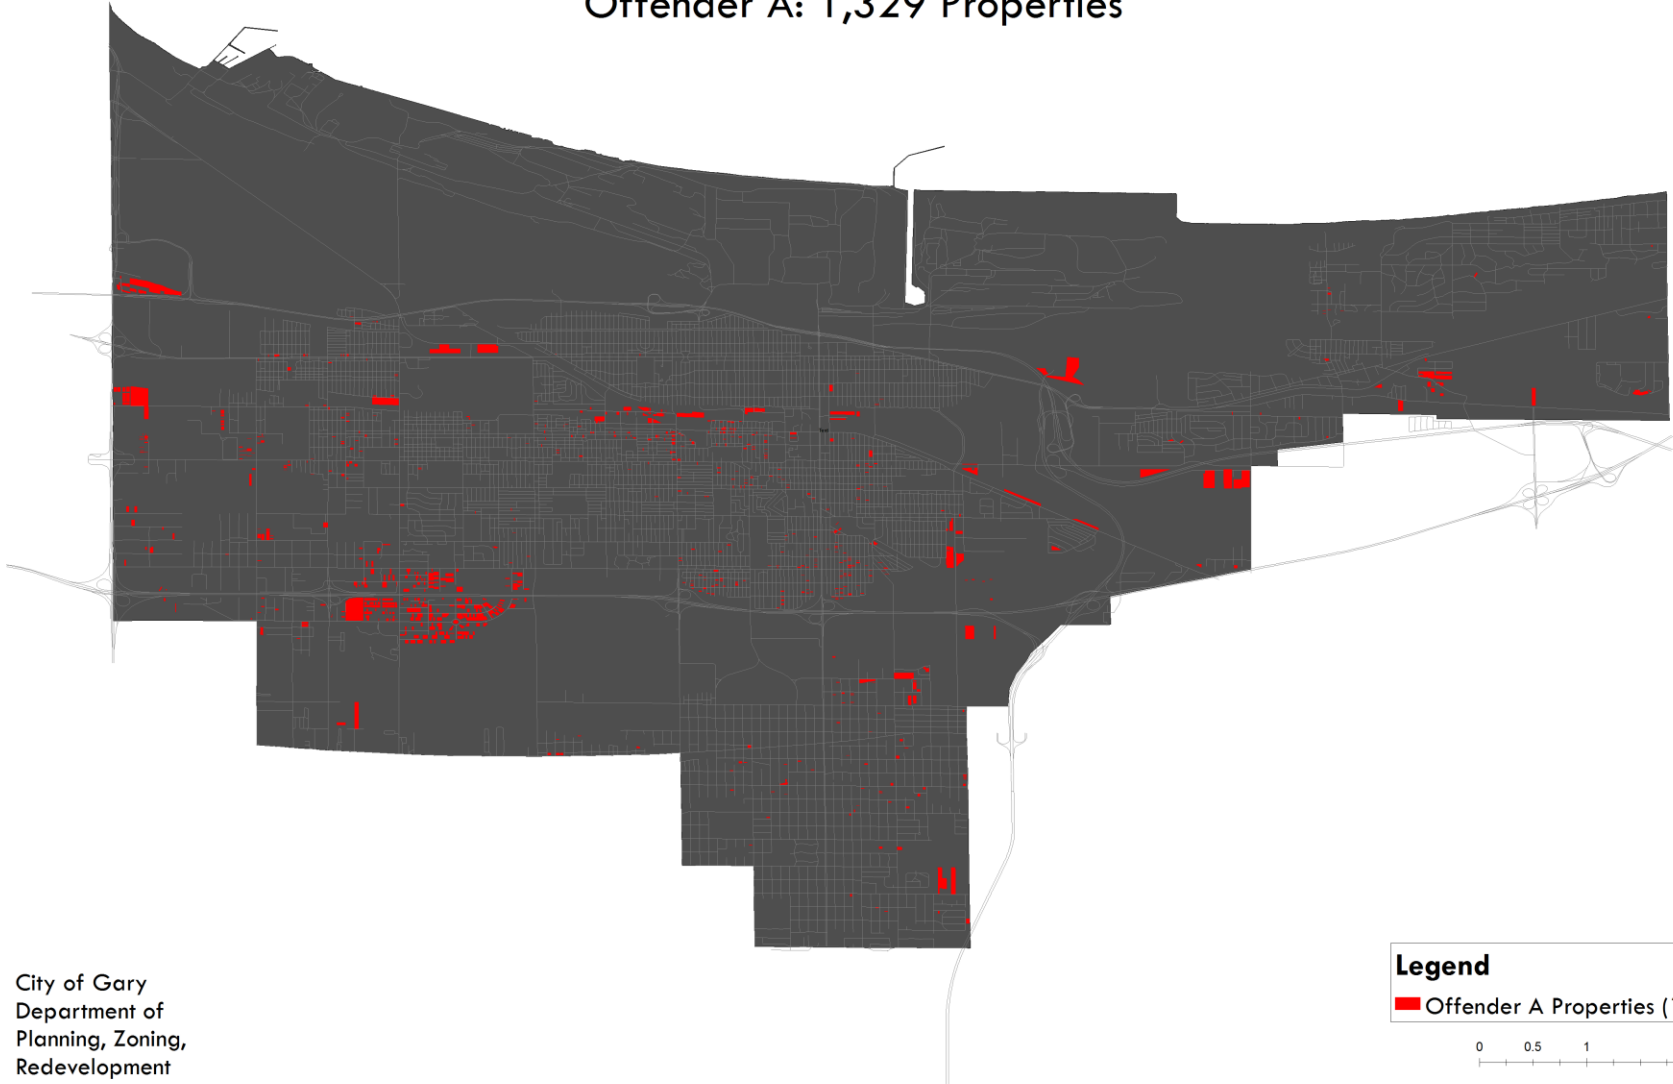 Offender A: 1,329 Properties
City of Gary
Department of
Planning, Zoning,
Redevelopment
Legend
Offender A Properties (
0 0.5 1